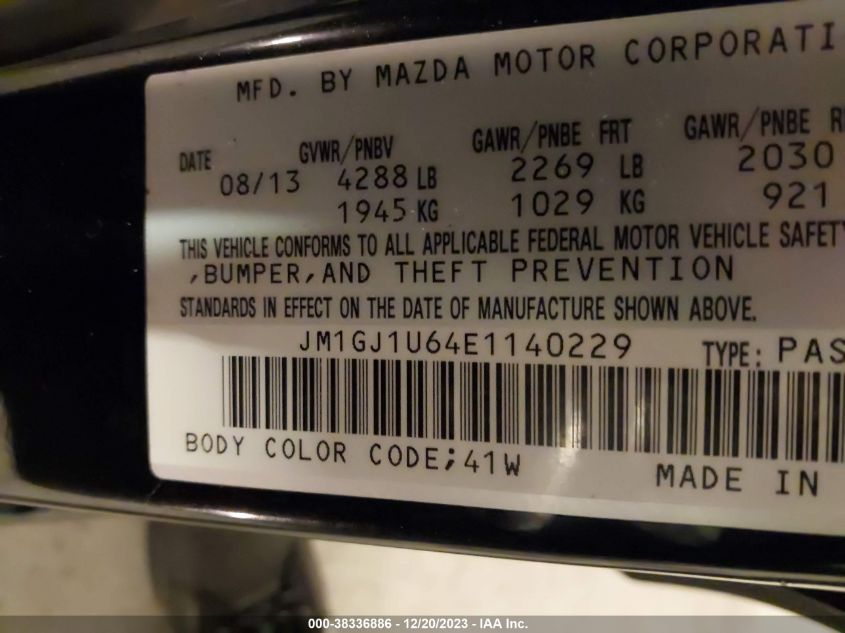 MFD. BY MAZDA MOTOR CORPORATI
DATE GVWR/PNBV GAWR/PNBE FRT GAWR/PNBE R
08/13 4288 LB 2269 LB 2030
1945 KG 1029 KG 921
THIS VEHICLE CONFORMS TO ALL APPLICABLE FEDERAL MOTOR VEHICLE SAFETY
,BUMPER,AND THEFT PREVENTION
STANDARDS IN EFFECT ON THE DATE OF MANUFACTURE SHOWN ABOVE.
JM1GJ1U64E1140229 TYPE: PAS
BODY COLOR CODE;41W
MADE IN
000-38336886 - 12/20/2023 - IAA Inc.